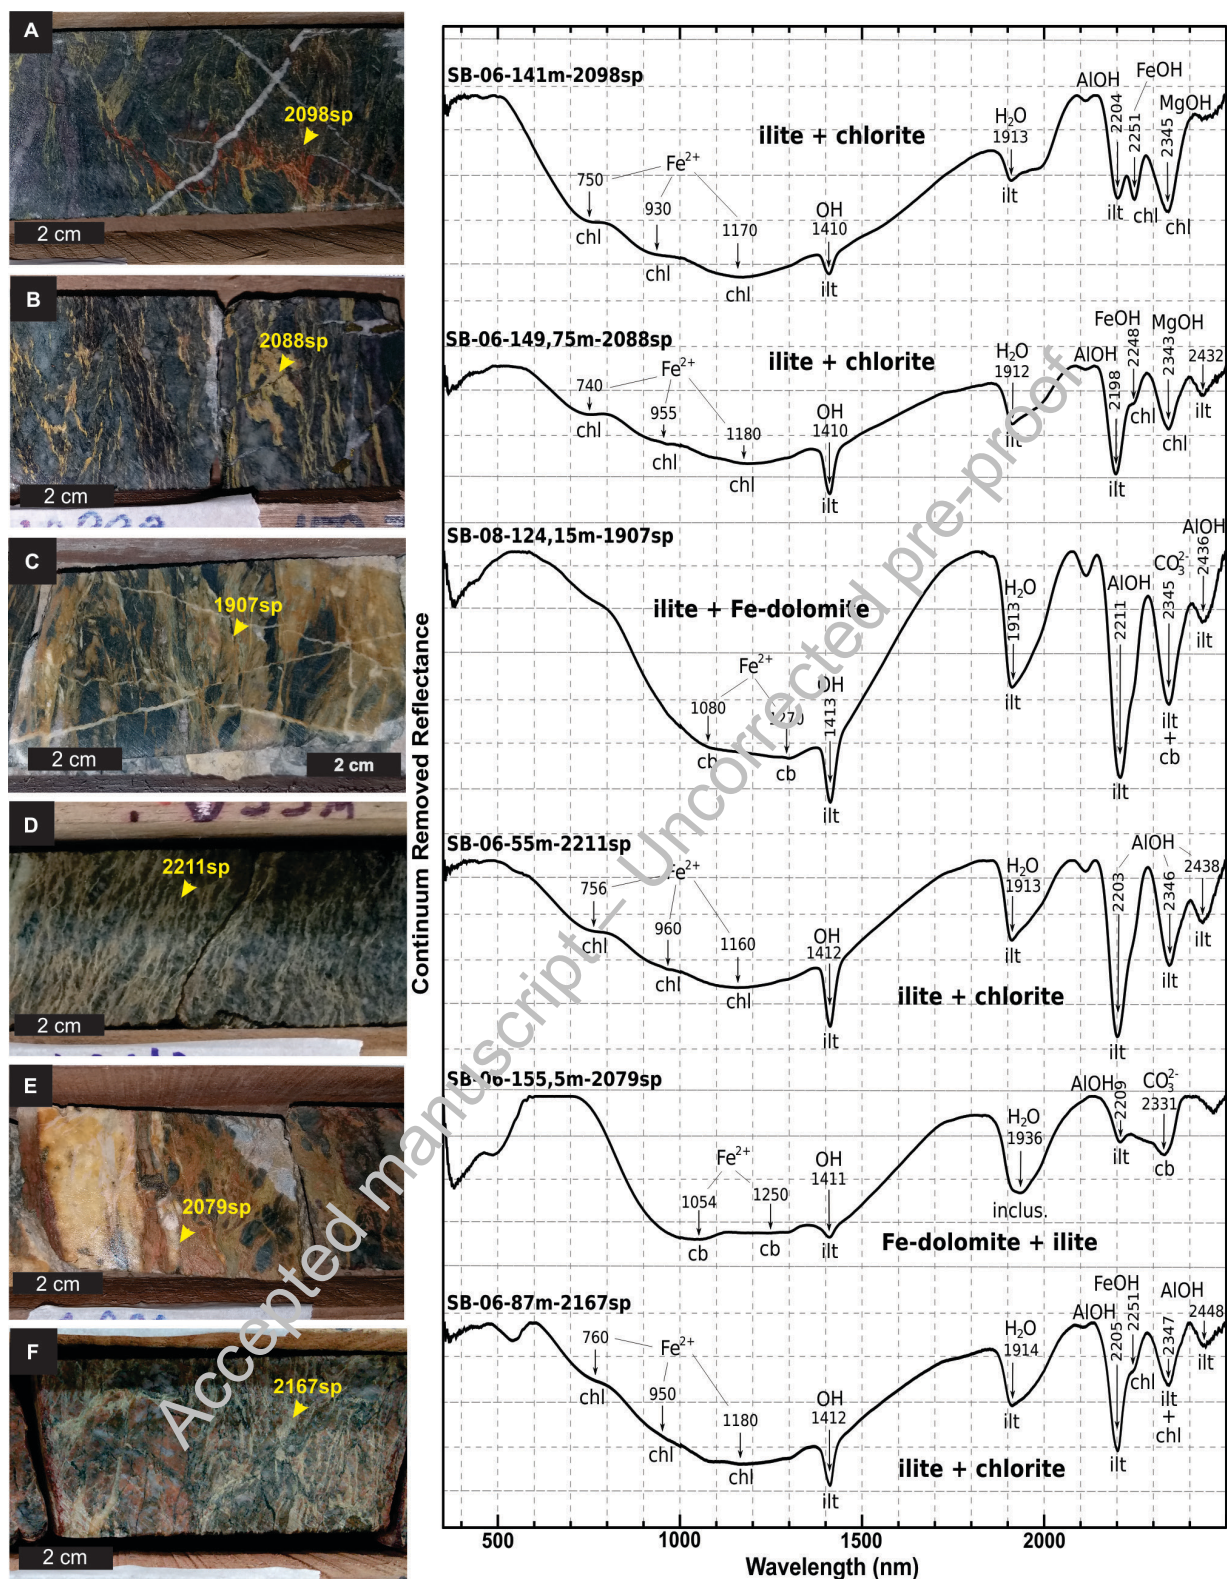 A
2098sp
2 cm
B
2088sp
2 cm
C
1907sp
2 cm
2 cm
D
2211sp
2 cm
E
2079sp
2 cm
F
2167sp
2 cm
Continuum Removed Reflectance
SB-06-141m-2098sp
ilite + chlorite
750
Fe2+
930
1170
chl
chl
chl
OH
1410
ilt
H2O
1913
ilt
AlOH
2204
ilt
FeOH
2251
chl
MgOH
2345
chl
SB-06-149,75m-2088sp
ilite + chlorite
740
Fe2+
955
1180
chl
chl
chl
OH
1410
ilt
H2O
1912
ilt
AlOH
2198
ilt
FeOH
2248
chl
MgOH
2343
chl
2432
ilt
SB-08-124,15m-1907sp
ilite + Fe-dolomite
Fe2+
1080
1270
cb
cb
OH
1413
ilt
H2O
1913
ilt
AlOH
2211
ilt
CO32-
2345
ilt
+
cb
AlOH
2436
ilt
SB-06-55m-2211sp
756
Fe2+
960
1160
chl
chl
chl
OH
1412
ilt
H2O
1913
ilt
AlOH
2203
ilt
2346
ilt
2438
ilt
ilite + chlorite
SB-06-155,5m-2079sp
Fe2+
1054
1250
cb
cb
OH
1411
ilt
H2O
1936
inclus.
AlOH
2209
ilt
CO32-
2331
cb
Fe-dolomite + ilite
SB-06-87m-2167sp
760
Fe2+
950
1180
chl
chl
chl
OH
1412
ilt
H2O
1914
ilt
AlOH
2205
ilt
FeOH
2251
chl
2347
ilt
+
chl
AlOH
2448
ilt
ilite + chlorite
500
1000
1500
2000
Wavelength (nm)
Accepted manuscript – Uncorrected pre-proof